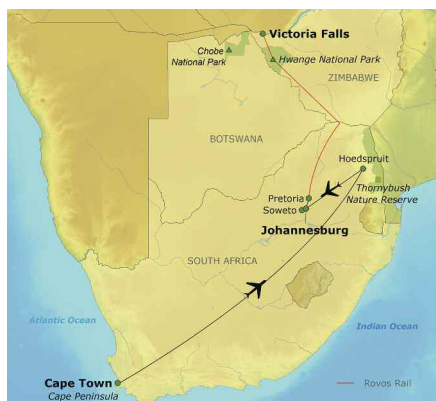 Victoria Falls
Chobe
National Park
Hwange National Park
ZIMBABWE
BOTSWANA
Hoedspruit
Pretoria
Thornybush
Nature Reserve
Soweto
Johannesburg
SOUTH AFRICA
Atlantic Ocean
Indian Ocean
Cape Town
Cape Peninsula
Rovos Rail